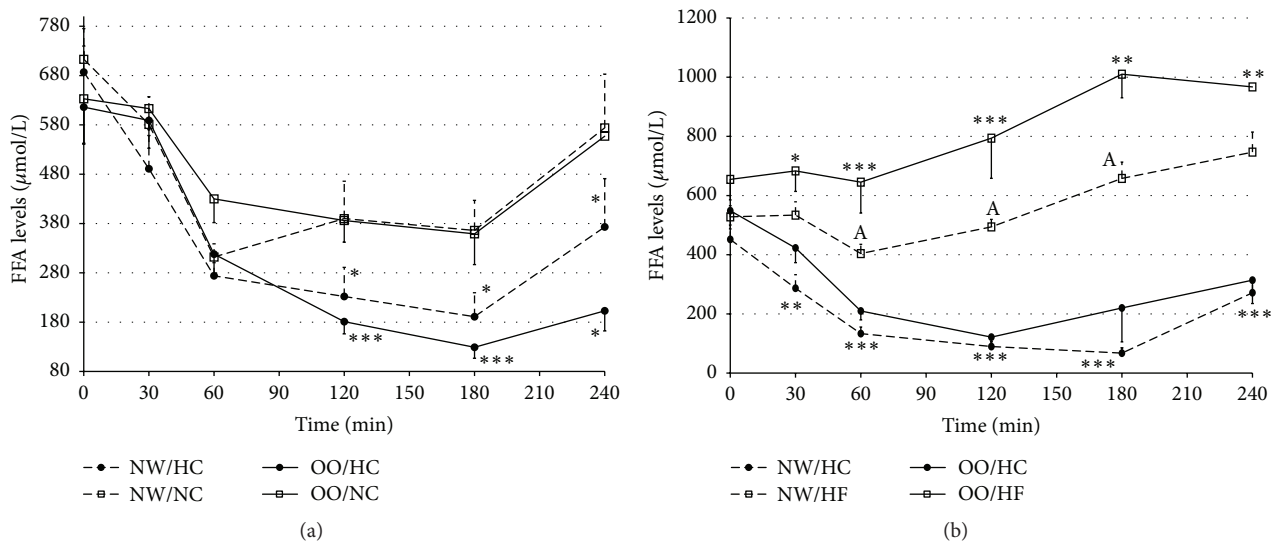 780
680
580
480
380
280
180
80
FFA levels (μmol/L)
0 30 60 90 120 150 180 210 240
Time (min)
*
*
*
***
***
*
NW/HC
OO/HC
NW/NC
OO/NC
(a)
1200
1000
800
600
400
200
0
FFA levels (μmol/L)
0 30 60 90 120 150 180 210 240
Time (min)
*
***
***
**
**
A
A
A
**
***
***
***
***
NW/HC
OO/HC
NW/HF
OO/HF
(b)